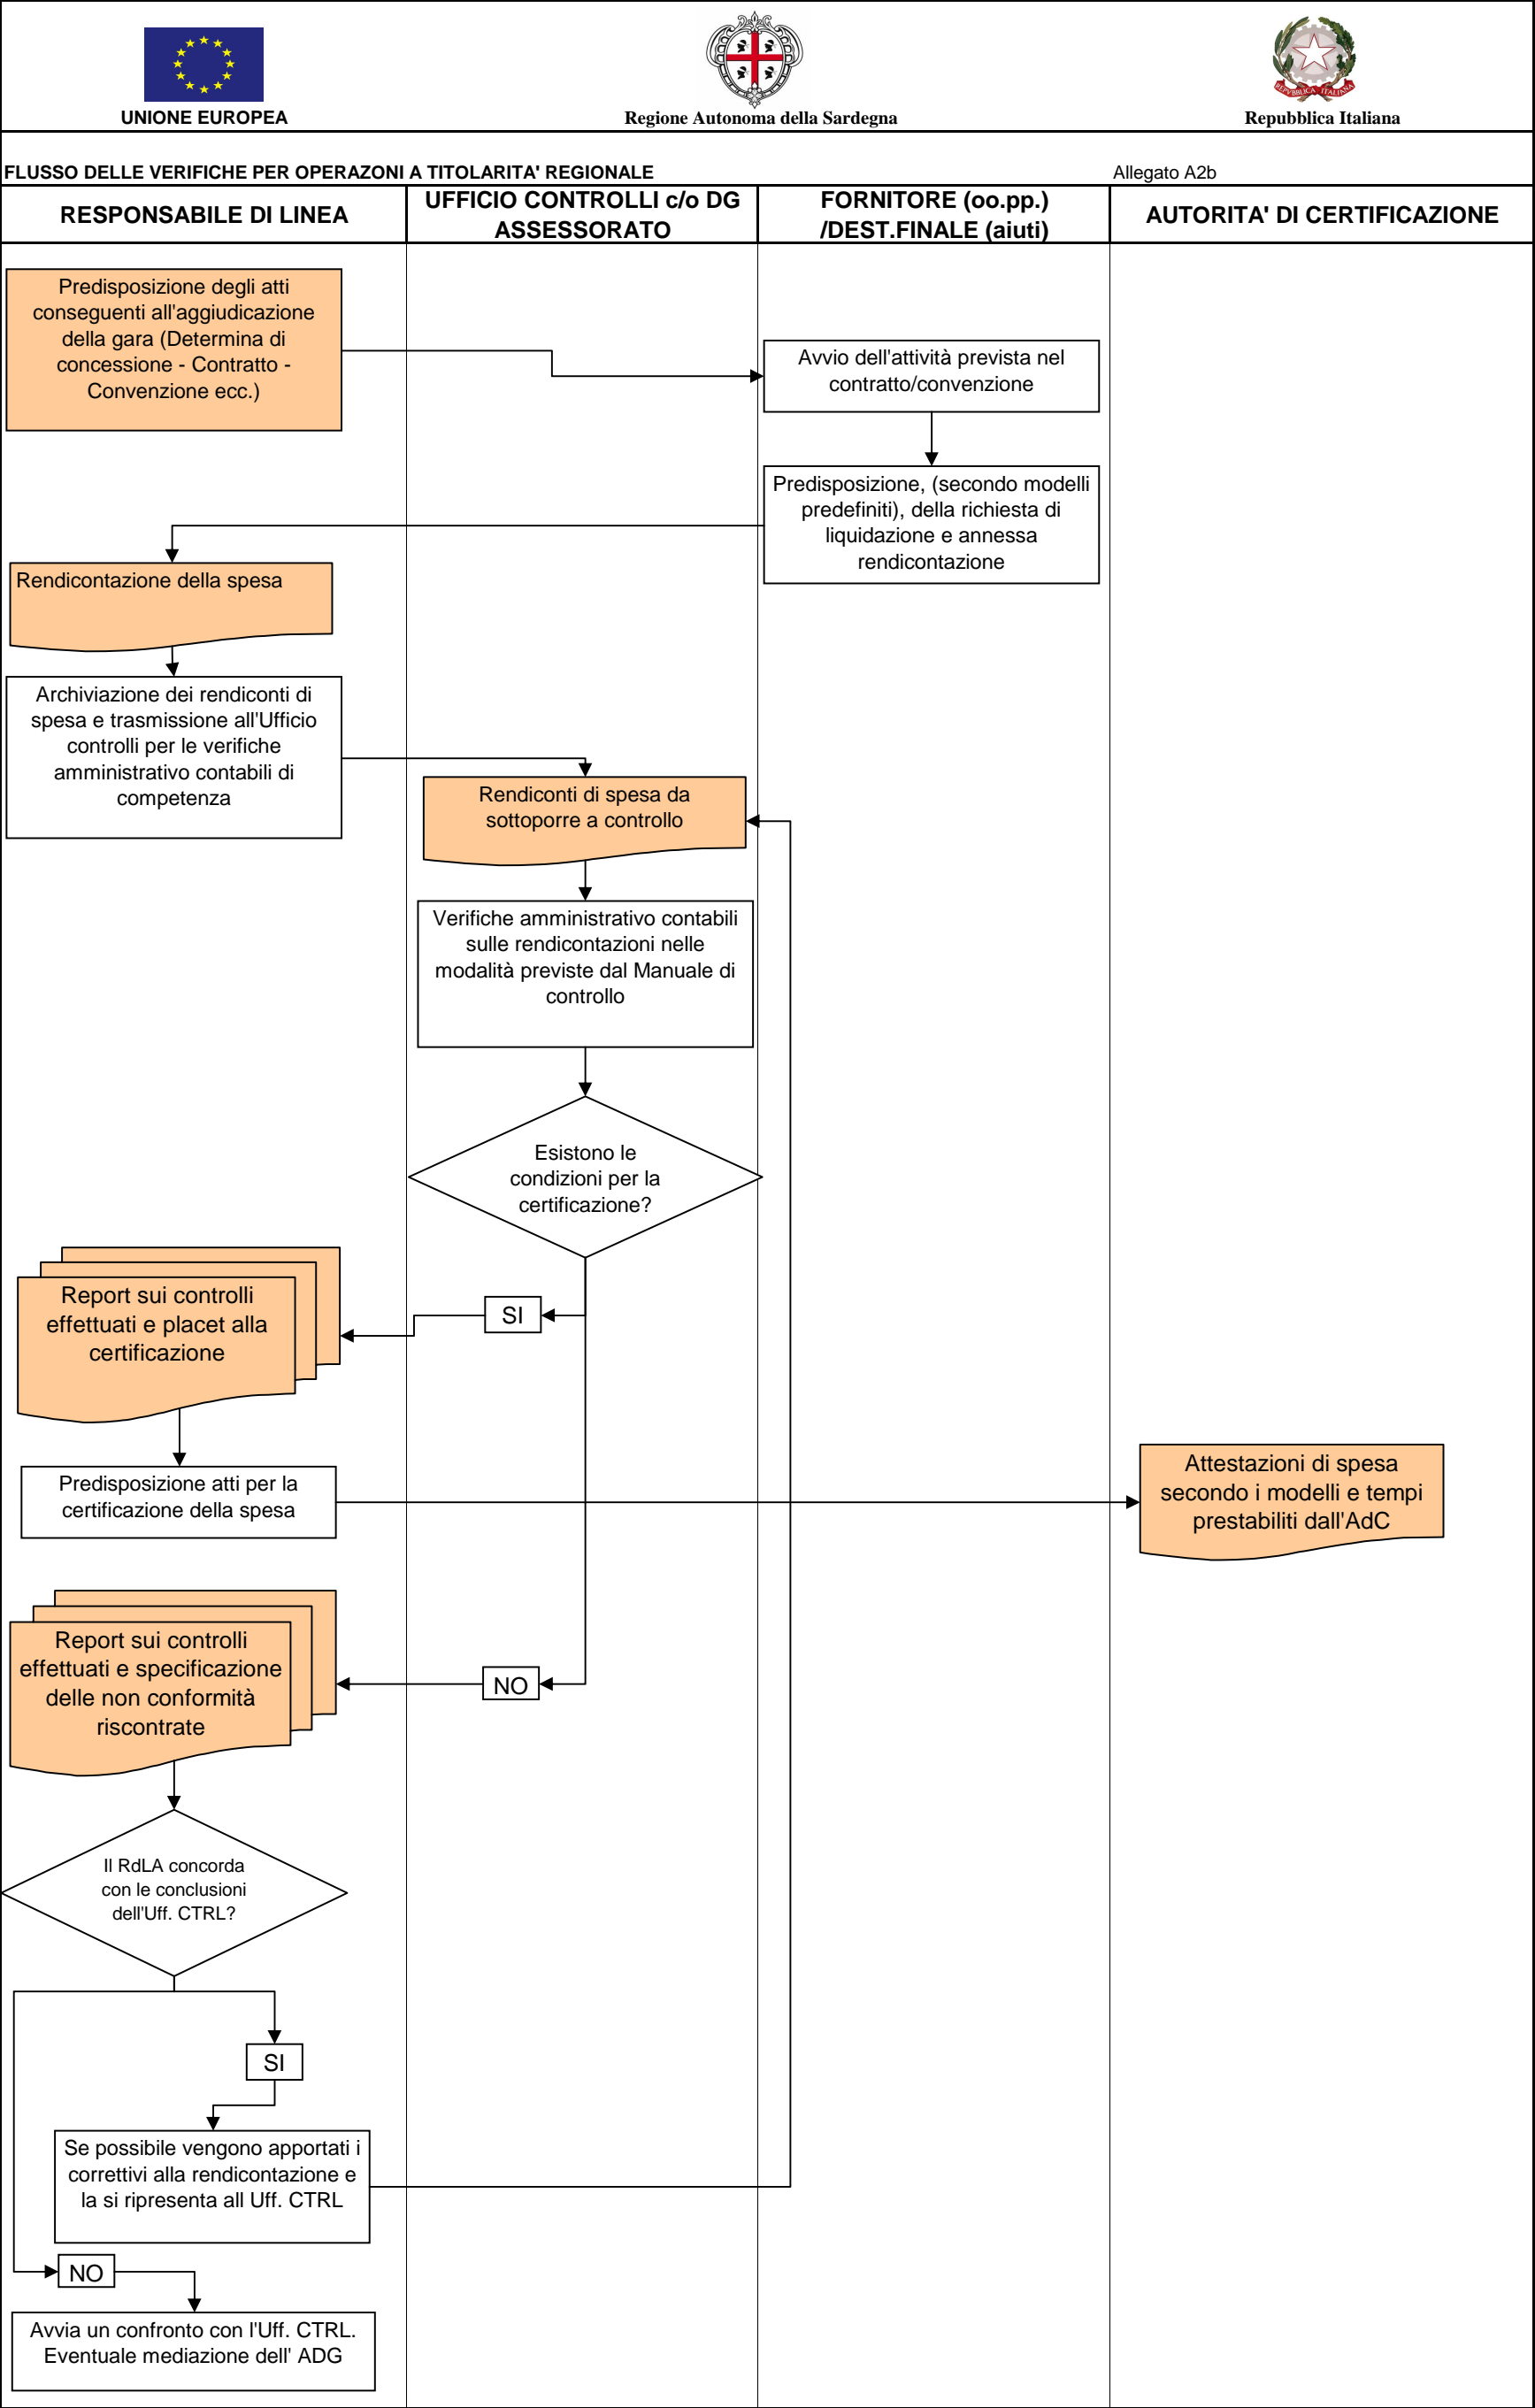 UNIONE EUROPEA
Regione Autonoma della Sardegna
REPVBBLICA ITALIANA
Repubblica Italiana
FLUSSO DELLE VERIFICHE PER OPERAZONI A TITOLARITA' REGIONALE
Allegato A2b
RESPONSABILE DI LINEA
UFFICIO CONTROLLI c/o DG
ASSESSORATO
FORNITORE (oo.pp.)
/DEST.FINALE (aiuti)
AUTORITA' DI CERTIFICAZIONE
Predisposizione degli atti
conseguenti all'aggiudicazione
della gara (Determina di
concessione - Contratto -
Convenzione ecc.)
Avvio dell'attività prevista nel
contratto/convenzione
Predisposizione, (secondo modelli
predefiniti), della richiesta di
liquidazione e annessa
rendicontazione
Rendicontazione della spesa
Archiviazione dei rendiconti di
spesa e trasmissione all'Ufficio
controlli per le verifiche
amministrativo contabili di
competenza
Rendiconti di spesa da
sottoporre a controllo
Verifiche amministrativo contabili
sulle rendicontazioni nelle
modalità previste dal Manuale di
controllo
Esistono le
condizioni per la
certificazione?
SI
Report sui controlli
effettuati e placet alla
certificazione
Predisposizione atti per la
certificazione della spesa
Attestazioni di spesa
secondo i modelli e tempi
prestabiliti dall'AdC
NO
Report sui controlli
effettuati e specificazione
delle non conformità
riscontrate
Il RdLA concorda
con le conclusioni
dell'Uff. CTRL?
SI
Se possibile vengono apportati i
correttivi alla rendicontazione e
la si ripresenta all Uff. CTRL
NO
Avvia un confronto con l'Uff. CTRL.
Eventuale mediazione dell' ADG